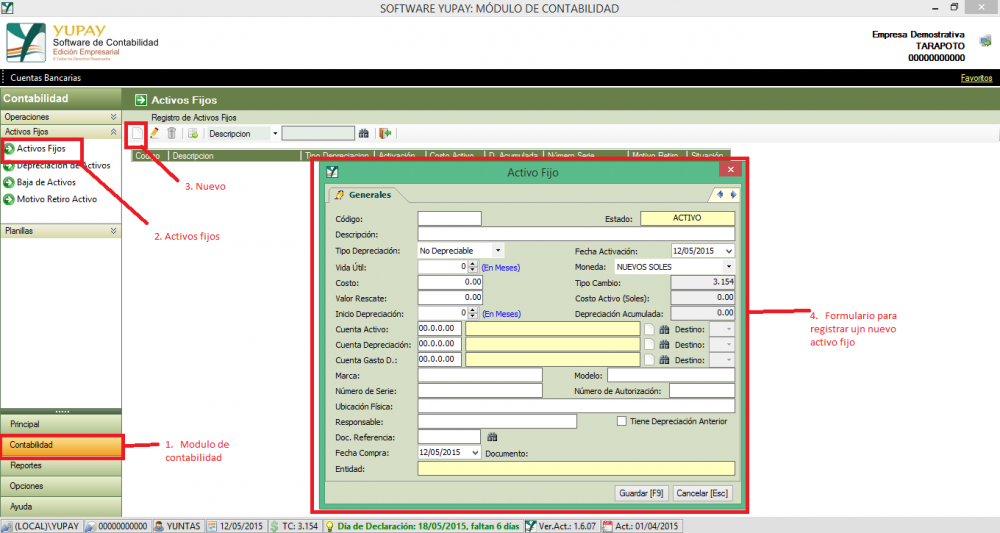 SOFTWARE YUPAY: MÓDULO DE CONTABILIDAD
YUPAY
Software de Contabilidad
Edición Empresarial
© Todos los Derechos Reservados
Empresa Demostrativa
TARAPOTO
00000000000
Cuentas Bancarias
Favoritos
Contabilidad
Operaciones
Activos Fijos
Activos Fijos
Depreciación de Activos
Baja de Activos
Motivo Retiro Activo
Planillas
Activos Fijos
Registro de Activos Fijos
Descripcion
Codigo Descripcion Tipo Depreciacion Activación Costo Activo D. Acumulada Número Serie Motivo Retiro Situación
3. Nuevo
2. Activos fijos
1. Modulo de
contabilidad
4. Formulario para
registrar ujn nuevo
activo fijo
Activo Fijo
Generales
Código:
Estado: ACTIVO
Descripción:
Tipo Depreciación: No Depreciable
Fecha Activación: 12/05/2015
Vida Útil: 0 (En Meses)
Moneda: NUEVOS SOLES
Costo: 0.00
Tipo Cambio: 3.154
Valor Rescate: 0.00
Costo Activo (Soles): 0.00
Inicio Depreciación: 0 (En Meses)
Depreciación Acumulada: 0.00
Cuenta Activo: 00.0.0.00 Destino:
Cuenta Depreciación: 00.0.0.00 Destino:
Cuenta Gasto D.: 00.0.0.00 Destino:
Marca:
Modelo:
Número de Serie:
Número de Autorización:
Ubicación Física:
Responsable:
Tiene Depreciación Anterior
Doc. Referencia:
Fecha Compra: 12/05/2015 Documento:
Entidad:
Guardar [F9] Cancelar [Esc]
Principal
Contabilidad
Reportes
Opciones
Ayuda
(LOCAL)\YUPAY 00000000000 YUNTAS 12/05/2015 TC: 3.154 Día de Declaración: 18/05/2015, faltan 6 días Ver.Act.: 1.6.07 Act.: 01/04/2015